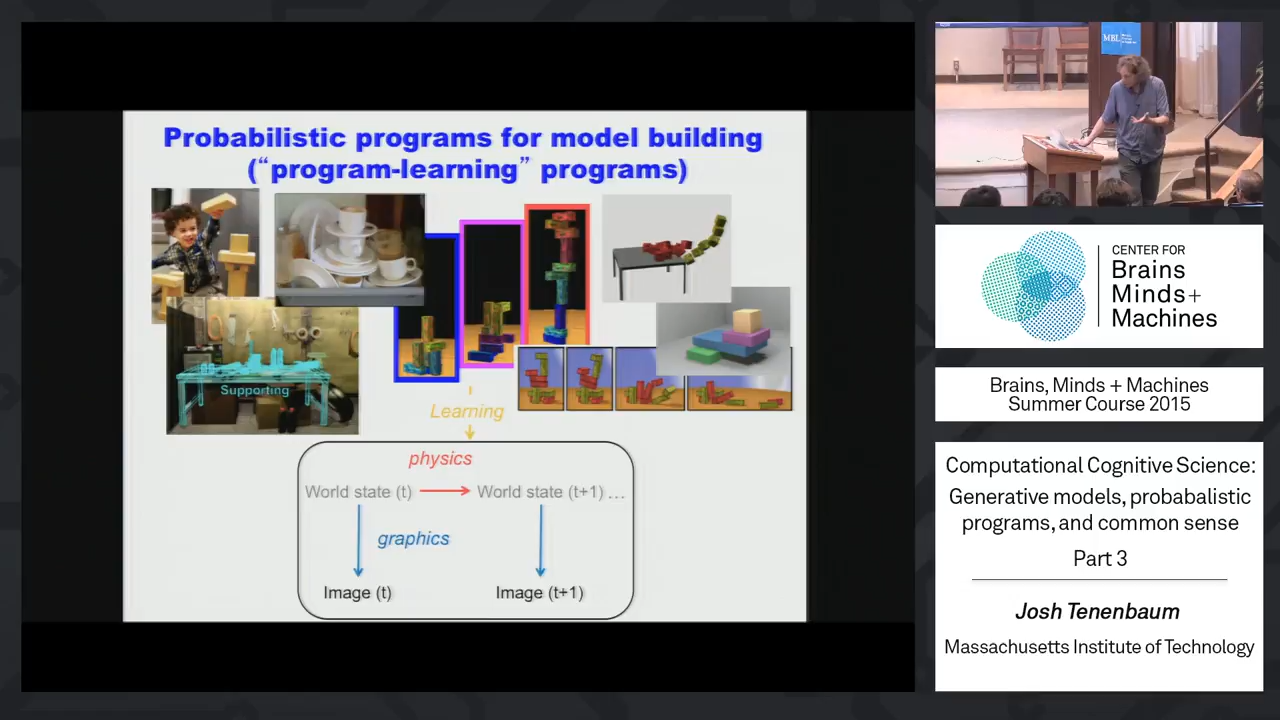 Probabilistic programs for model building
(“program-learning” programs)
Supporting
Learning
physics
World state (t)
World state (t+1) ...
graphics
Image (t)
Image (t+1)
MBL
CENTER FOR
Brains
Minds+
Machines
Brains, Minds + Machines
Summer Course 2015
Computational Cognitive Science:
Generative models, probabalistic
programs, and common sense
Part 3
Josh Tenenbaum
Massachusetts Institute of Technology